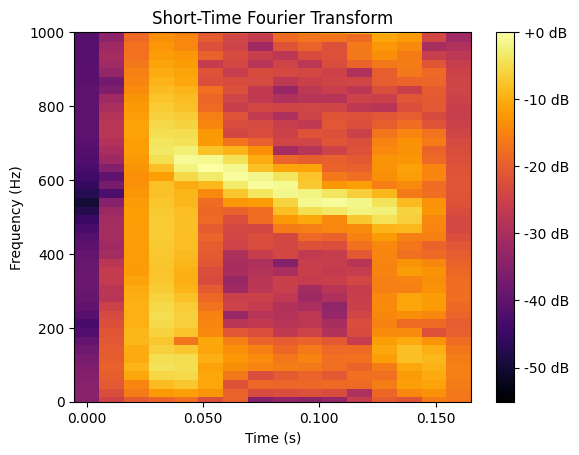 Short-Time Fourier Transform
1000
800
600
400
200
0
Frequency (Hz)
0.000
0.050
0.100
0.150
Time (s)
+0 dB
-10 dB
-20 dB
-30 dB
-40 dB
-50 dB